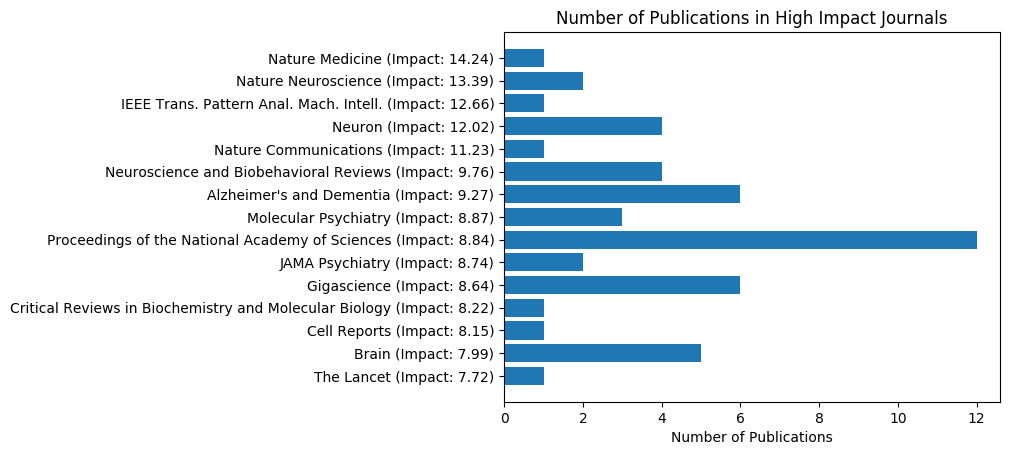 Number of Publications in High Impact Journals
Nature Medicine (Impact: 14.24)
Nature Neuroscience (Impact: 13.39)
IEEE Trans. Pattern Anal. Mach. Intell. (Impact: 12.66)
Neuron (Impact: 12.02)
Nature Communications (Impact: 11.23)
Neuroscience and Biobehavioral Reviews (Impact: 9.76)
Alzheimer's and Dementia (Impact: 9.27)
Molecular Psychiatry (Impact: 8.87)
Proceedings of the National Academy of Sciences (Impact: 8.84)
JAMA Psychiatry (Impact: 8.74)
Gigascience (Impact: 8.64)
Critical Reviews in Biochemistry and Molecular Biology (Impact: 8.22)
Cell Reports (Impact: 8.15)
Brain (Impact: 7.99)
The Lancet (Impact: 7.72)
0 2 4 6 8 10 12
Number of Publications